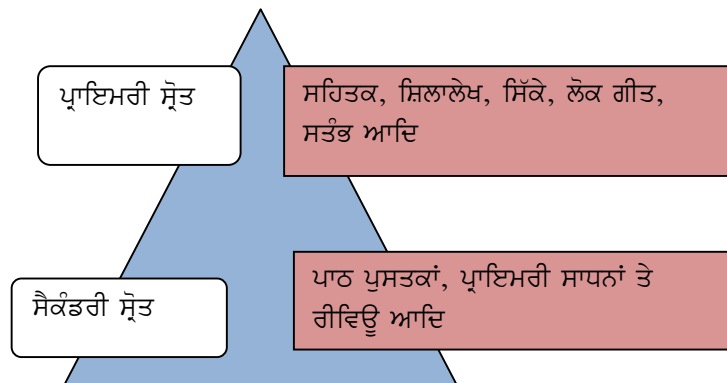 ਪ੍ਰਾਇਮਰੀ ਸ੍ਰੋਤ
ਸਹਿਤਕ, ਸ਼ਿਲਾਲੇਖ, ਸਿੱਕੇ, ਲੋਕ ਗੀਤ,
ਸਤੰਭ ਆਦਿ
ਸੈਕੰਡਰੀ ਸ੍ਰੋਤ
ਪਾਠ ਪੁਸਤਕਾਂ, ਪ੍ਰਾਇਮਰੀ ਸਾਧਨਾਂ ਤੇ
ਰੀਵਿਊ ਆਦਿ